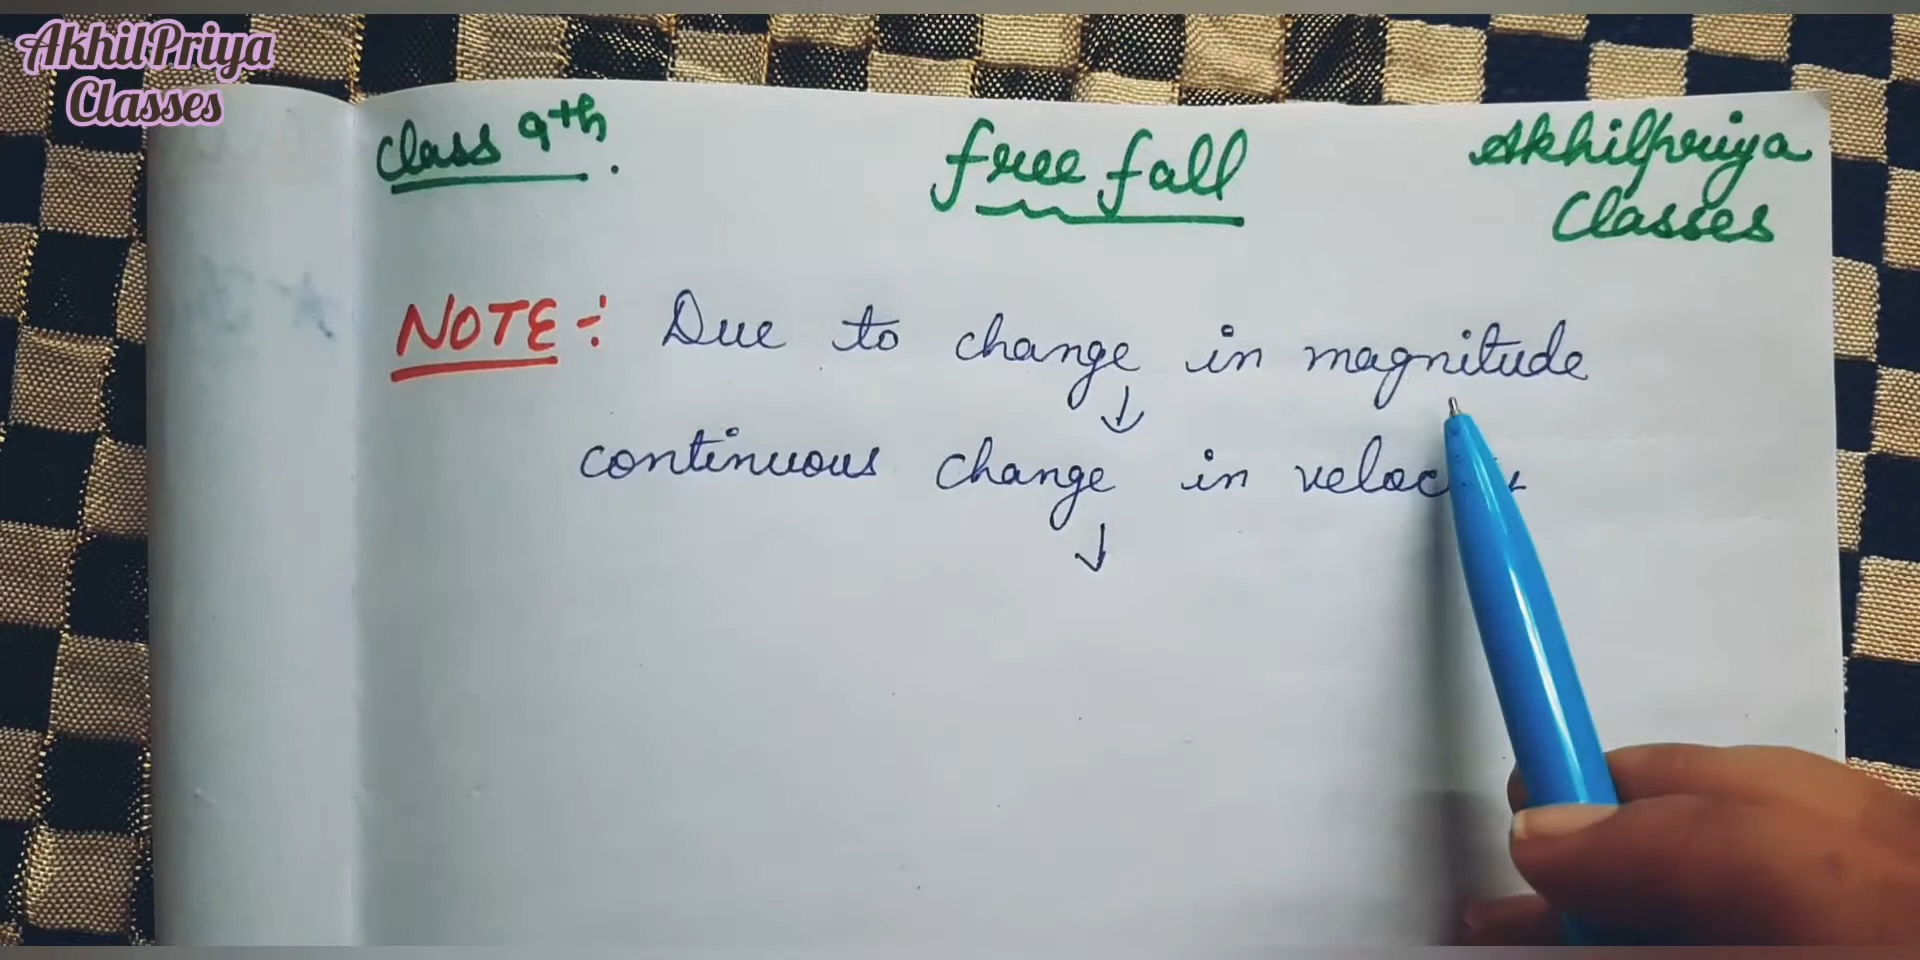 AkhilPriya
Classes
Class 9th.
free fall
Akhilpriya
Classes
NOTE:- Due to change in magnitude
↓
continuous change in
↓